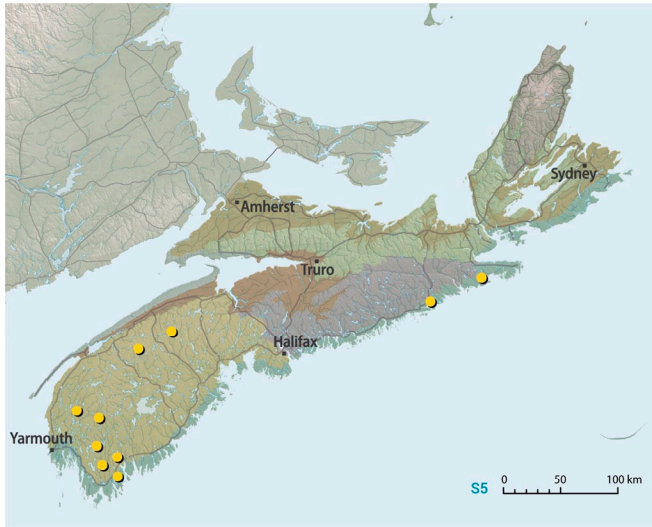 Sydney
Amherst
Truro
Halifax
Yarmouth
S5 0 50 100 km